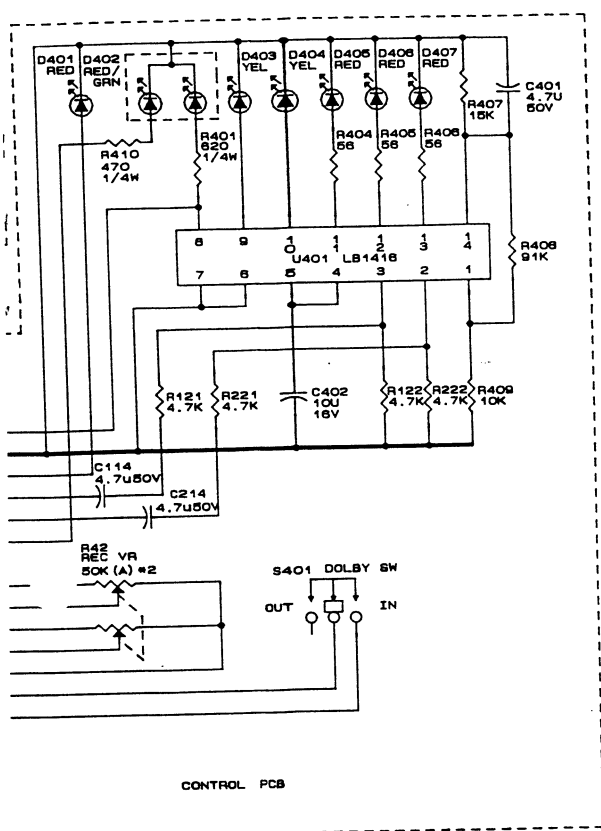 D401 RED
D402 RED/ GRN
D403 YEL
D404 YEL
D405 RED
D406 RED
D407 RED
R407 15K
C401 4.7U 50V
R410 470 1/4W
R401 620 1/4W
R404 56
R405 56
R406 56
R408 91K
8 9 10 11 12 13 14
U401 LB1416
7 6 5 4 3 2 1
R121 4.7K
R221 4.7K
C402 10U 16V
R122 4.7K
R222 4.7K
R409 10K
C114 4.7u50V
C214 4.7u50V
R42 REC VR 50K (A) *2
S401 DOLBY SW
OUT IN
CONTROL PCB